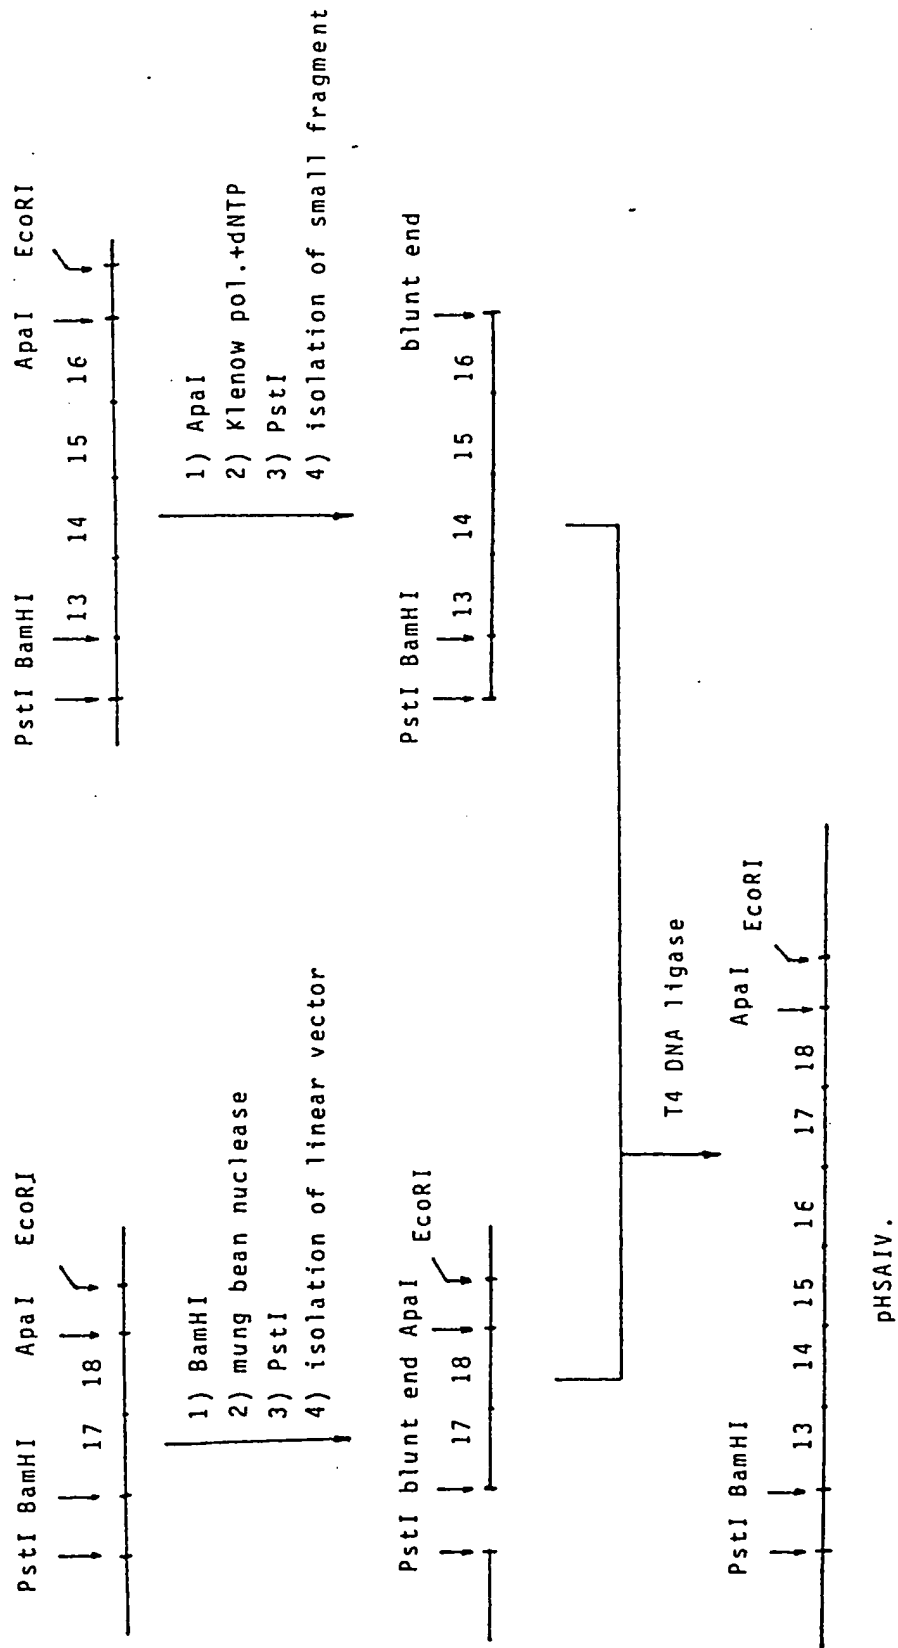 PstI BamHI ApaI EcoRI
17 18
1) BamHI
2) mung bean nuclease
3) PstI
4) isolation of linear vector
PstI blunt end ApaI EcoRI
17 18
PstI BamHI ApaI EcoRI
13 14 15 16
1) ApaI
2) Klenow pol.+dNTP
3) PstI
4) isolation of small fragment
PstI BamHI blunt end
13 14 15 16
T4 DNA ligase
PstI BamHI ApaI EcoRI
13 14 15 16 17 18
pHSAIV.